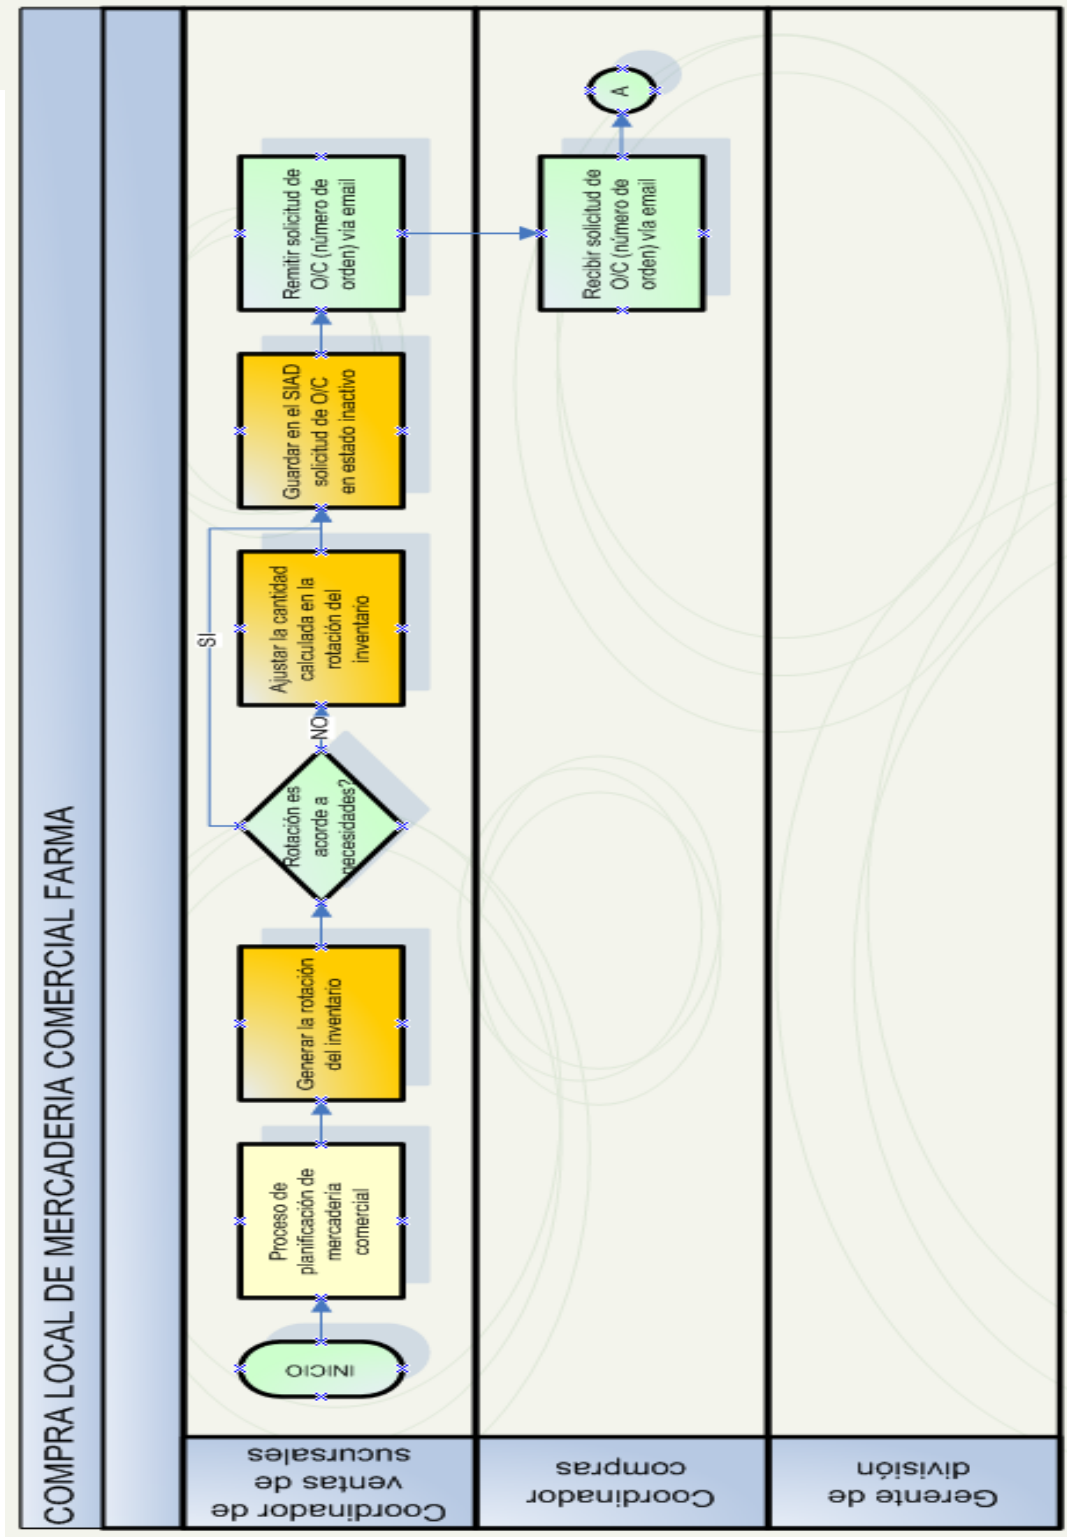 COMPRA LOCAL DE MERCADERIA COMERCIAL FARMA
Coordinador de
ventas de
sucursales
INICIO
Proceso de
planificación de
mercadería
comercial
Generar la rotación
del inventario
Rotación es
acorde a
necesidades?
NO
SI
Ajustar la cantidad
calculada en la
rotación del
inventario
Guardar en el SIAD
solicitud de O/C
en estado inactivo
Remitir solicitud de
O/C (número de
orden) vía email
Coordinador
compras
Recibir solicitud de
O/C (número de
orden) vía email
A
Gerente de
división